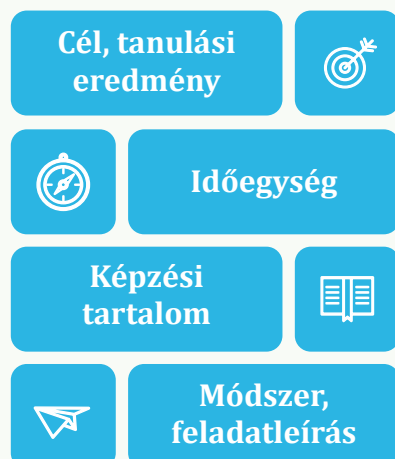 Cél, tanulási
eredmény
Időegység
Képzési
tartalom
Módszer,
feladatleírás